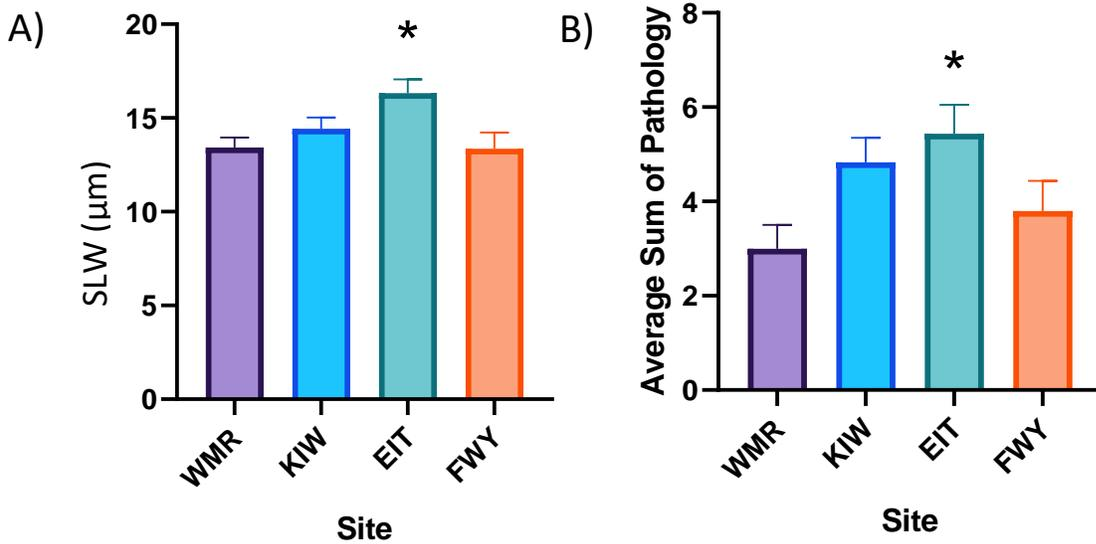 A)
SLW (µm)
20
15
10
5
0
*
WMR
KIW
EIT
FWY
Site
B)
Average Sum of Pathology
8
6
4
2
0
*
WMR
KIW
EIT
FWY
Site